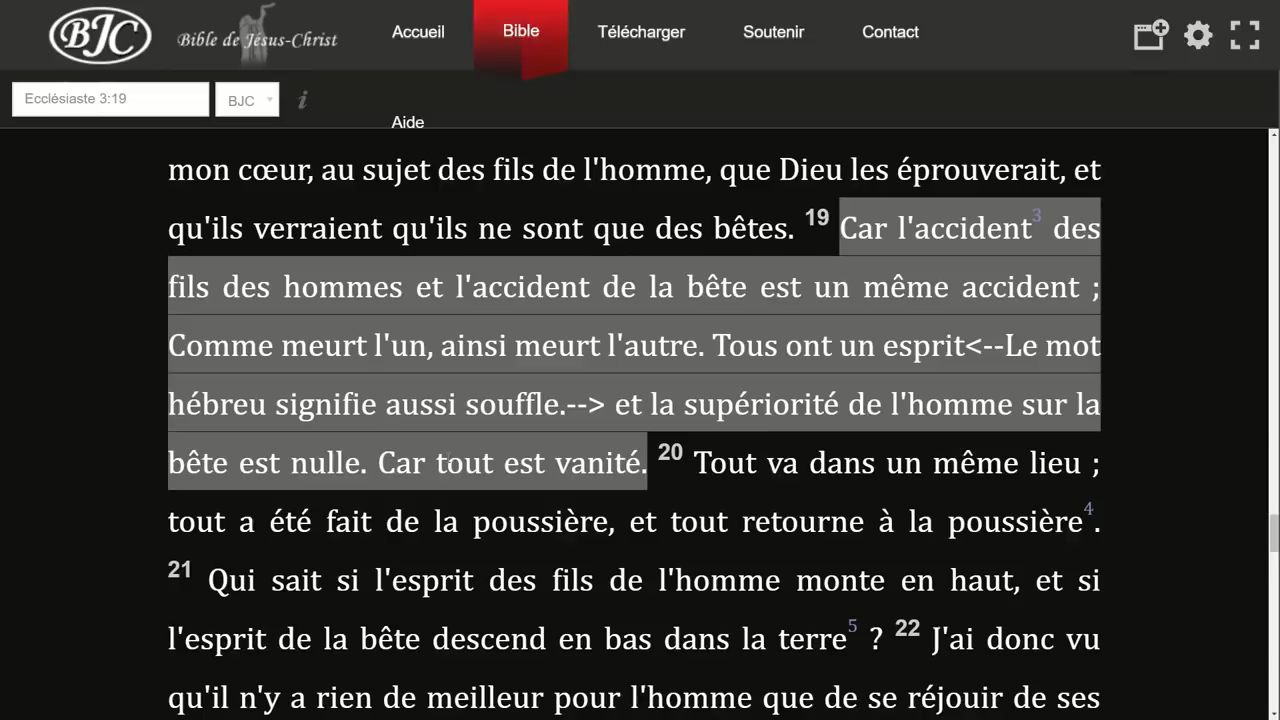 BJC
Bible de Jésus-Christ
Accueil
Bible
Télécharger
Soutenir
Contact
Ecclésiaste 3:19
BJC
i
Aide
mon cœur, au sujet des fils de l'homme, que Dieu les éprouverait, et
qu'ils verraient qu'ils ne sont que des bêtes. 19 Car l'accident3 des
fils des hommes et l'accident de la bête est un même accident ;
Comme meurt l'un, ainsi meurt l'autre. Tous ont un esprit<--Le mot
hébreu signifie aussi souffle.--> et la supériorité de l'homme sur la
bête est nulle. Car tout est vanité. 20 Tout va dans un même lieu ;
tout a été fait de la poussière, et tout retourne à la poussière4.
21 Qui sait si l'esprit des fils de l'homme monte en haut, et si
l'esprit de la bête descend en bas dans la terre5 ? 22 J'ai donc vu
qu'il n'y a rien de meilleur pour l'homme que de se réjouir de ses